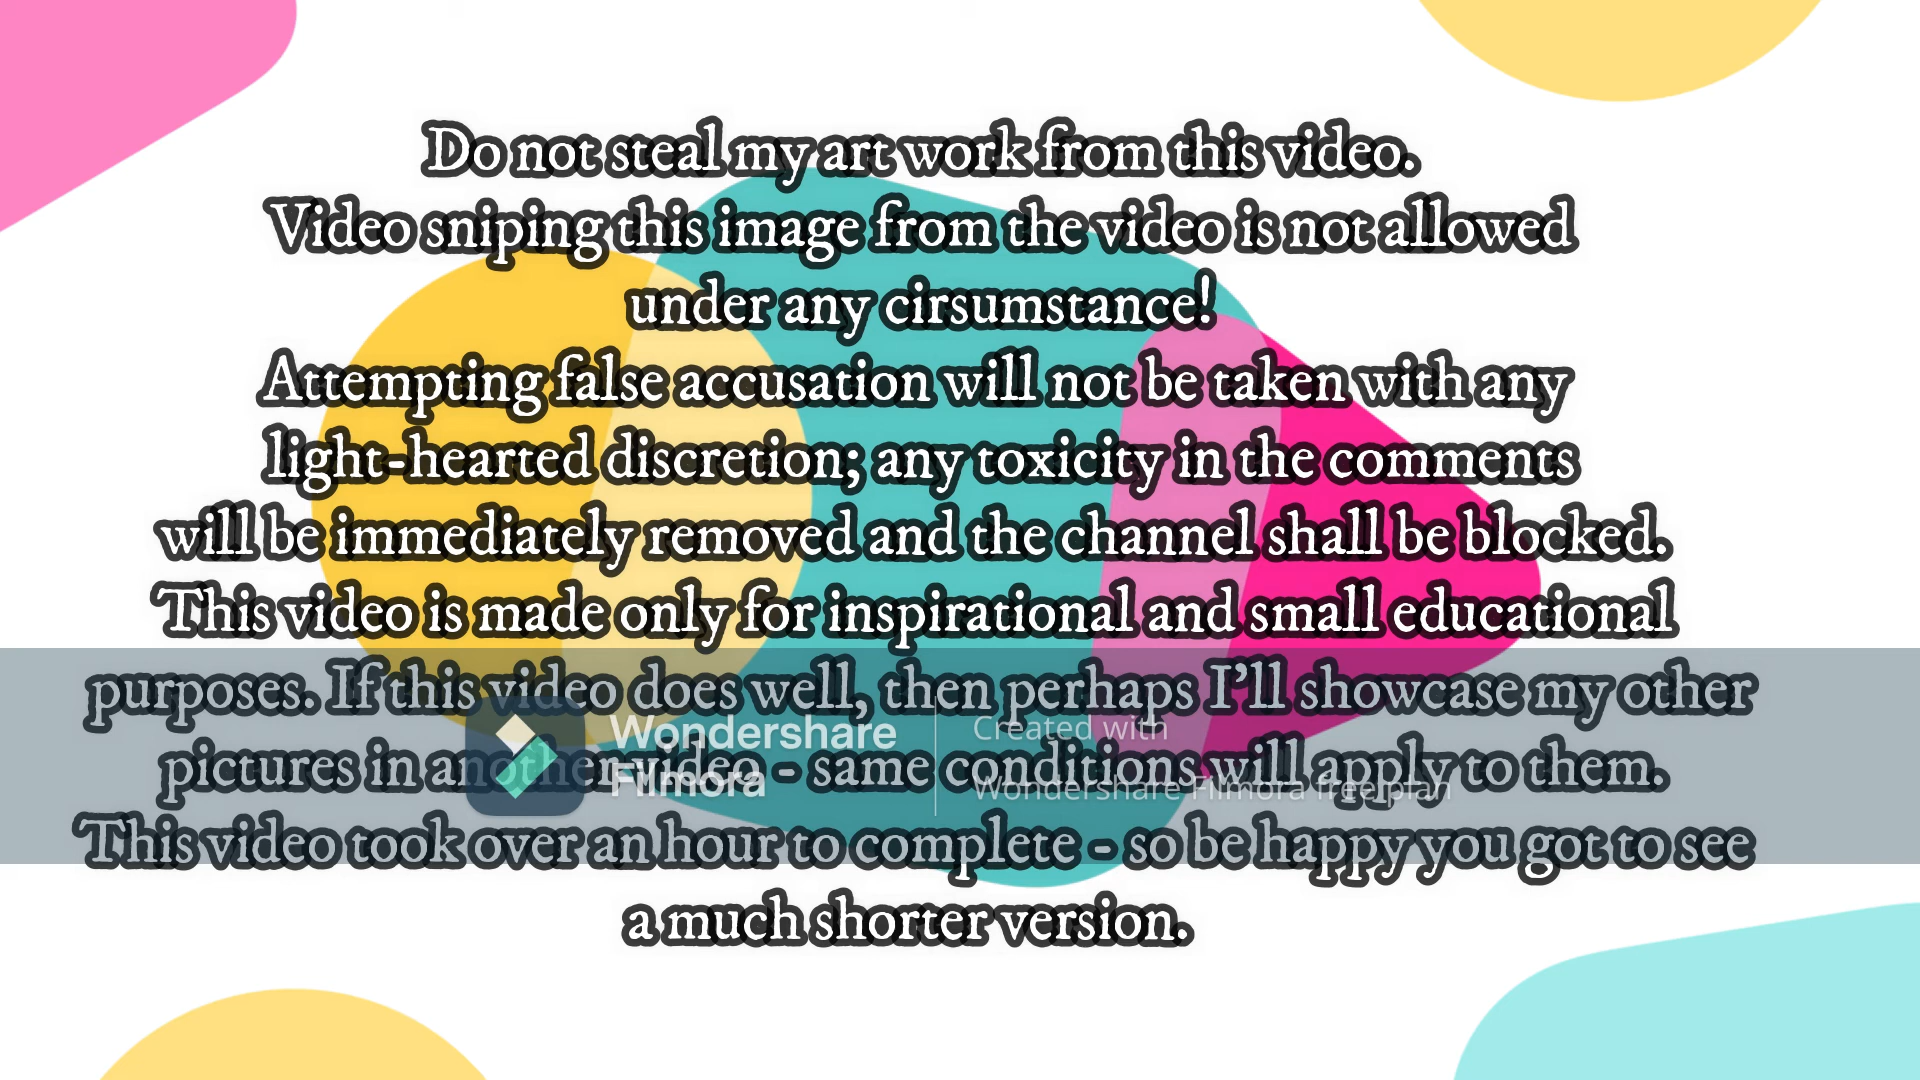 Do not steal my art work from this video.
Video sniping this image from the video is not allowed
under any cirsumstance!
Attempting false accusation will not be taken with any
light-hearted discretion; any toxicity in the comments
will be immediately removed and the channel shall be blocked.
This video is made only for inspirational and small educational
purposes. If this video does well, then perhaps I'll showcase my other
pictures in another video - same conditions will apply to them.
This video took over an hour to complete - so be happy you got to see
a much shorter version.
Wondershare
Filmora
Created with
Wondershare Filmora free plan